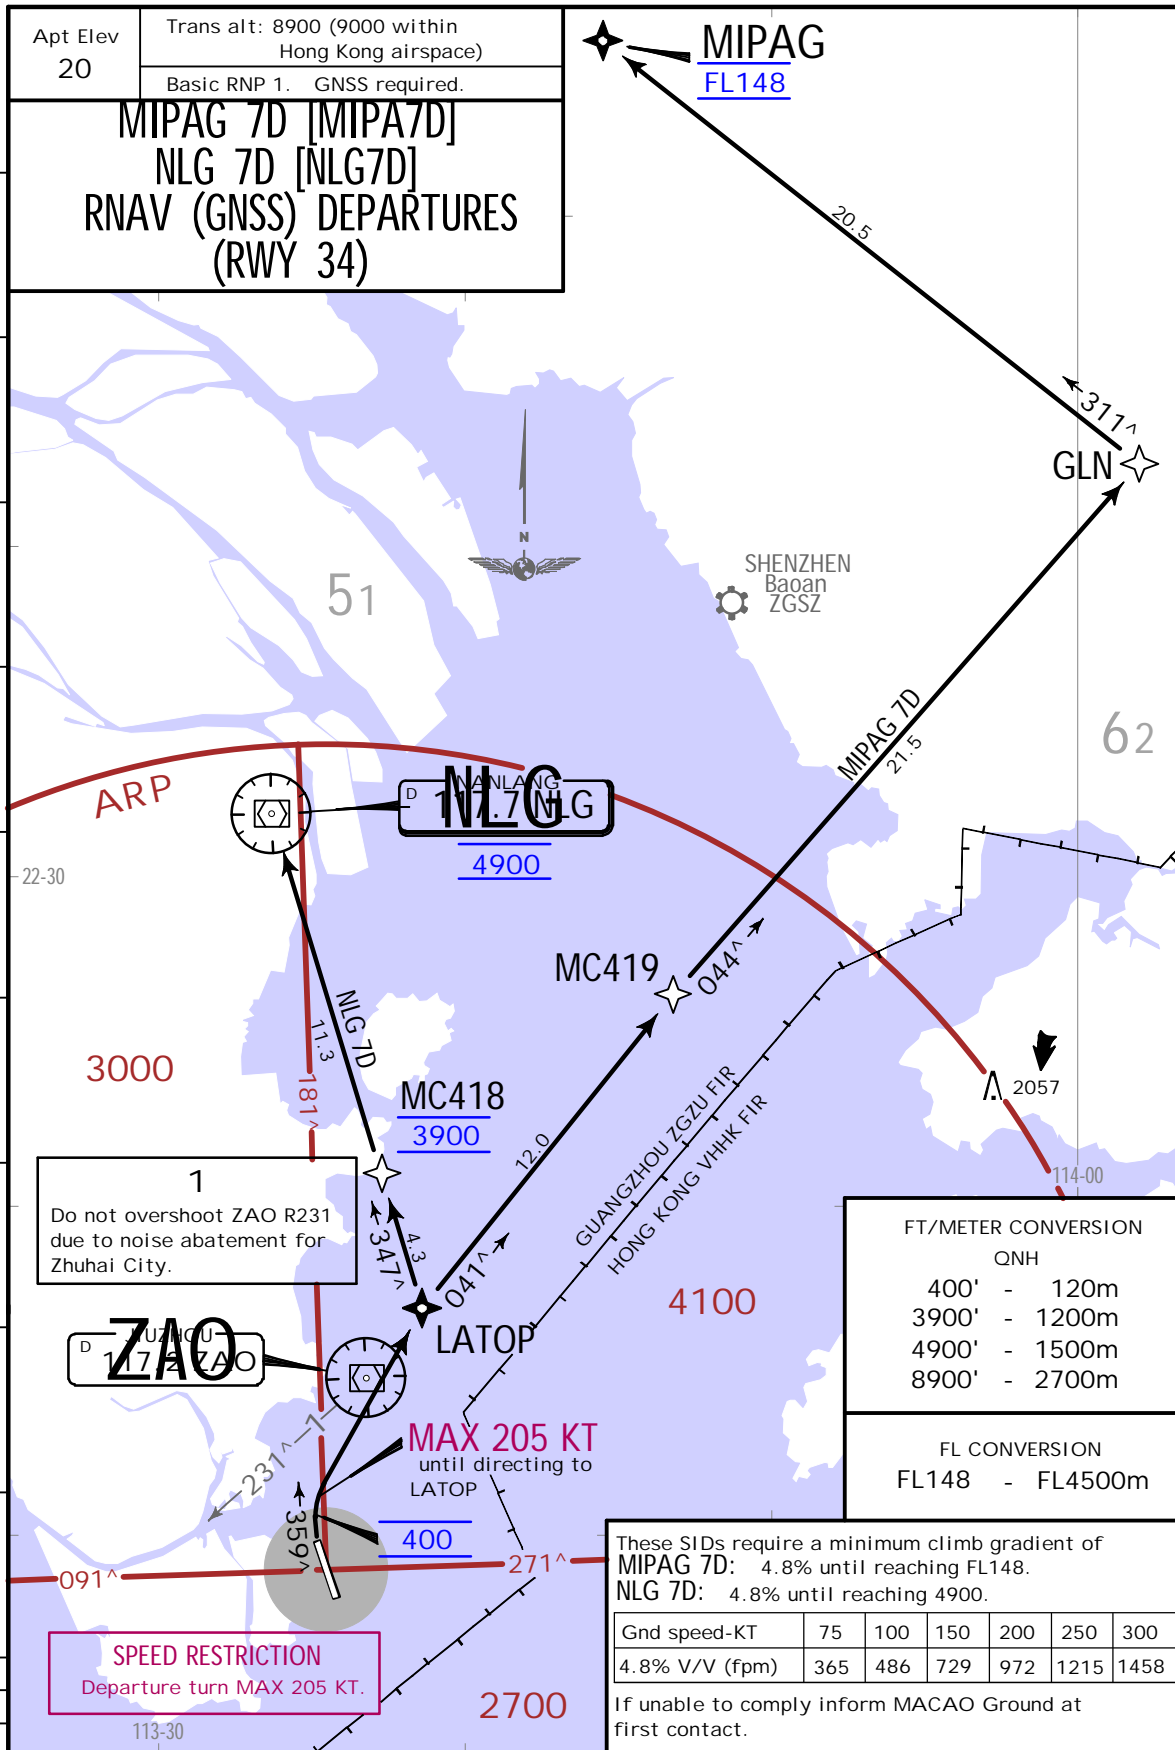 Apt Elev
20
Trans alt: 8900 (9000 within
Hong Kong airspace)
Basic RNP 1. GNSS required.
MIPAG 7D [MIPA7D]
NLG 7D [NLG7D]
RNAV (GNSS) DEPARTURES
(RWY 34)
MIPAG
FL148
20.5
311^
GLN
N
SHENZHEN
Baoan
ZGSZ
51
62
MIPAG 7D
21.5
ARP
NANLANG
D 117.7 NLG
NLG
4900
22-30
MC419
044^
NLG 7D
11.3
3000
181^
MC418
3900
2057
12.0
GUANGZHOU ZGZU FIR
HONG KONG VHHK FIR
114-00
1
Do not overshoot ZAO R231
due to noise abatement for
Zhuhai City.
347^
4.3
041^
4100
LATOP
JIUZHOU
D 117.2 ZAO
ZAO
FT/METER CONVERSION
QNH
400' - 120m
3900' - 1200m
4900' - 1500m
8900' - 2700m
FL CONVERSION
FL148 - FL4500m
231^
1
MAX 205 KT
until directing to
LATOP
359^
400
091^
271^
SPEED RESTRICTION
Departure turn MAX 205 KT.
113-30
2700
These SIDs require a minimum climb gradient of
MIPAG 7D: 4.8% until reaching FL148.
NLG 7D: 4.8% until reaching 4900.
Gnd speed-KT 75 100 150 200 250 300
4.8% V/V (fpm) 365 486 729 972 1215 1458
If unable to comply inform MACAO Ground at
first contact.